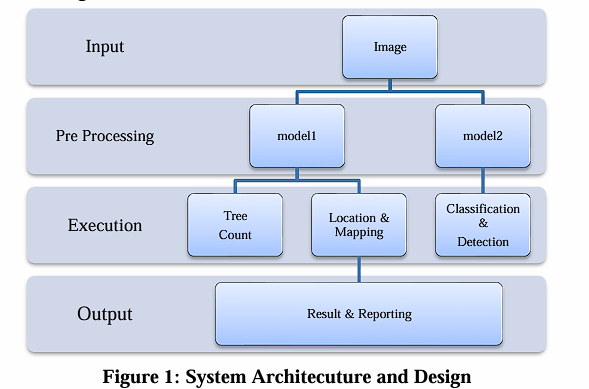 Input
Image
Pre Processing
model1
model2
Execution
Tree
Count
Location &
Mapping
Classification
&
Detection
Output
Result & Reporting
Figure 1: System Architecuture and Design